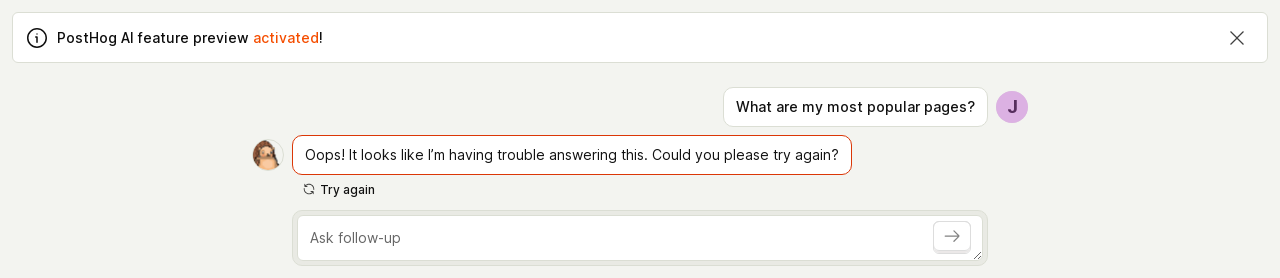 PostHog AI feature preview activated!
What are my most popular pages?
J
Oops! It looks like I’m having trouble answering this. Could you please try again?
Try again
Ask follow-up